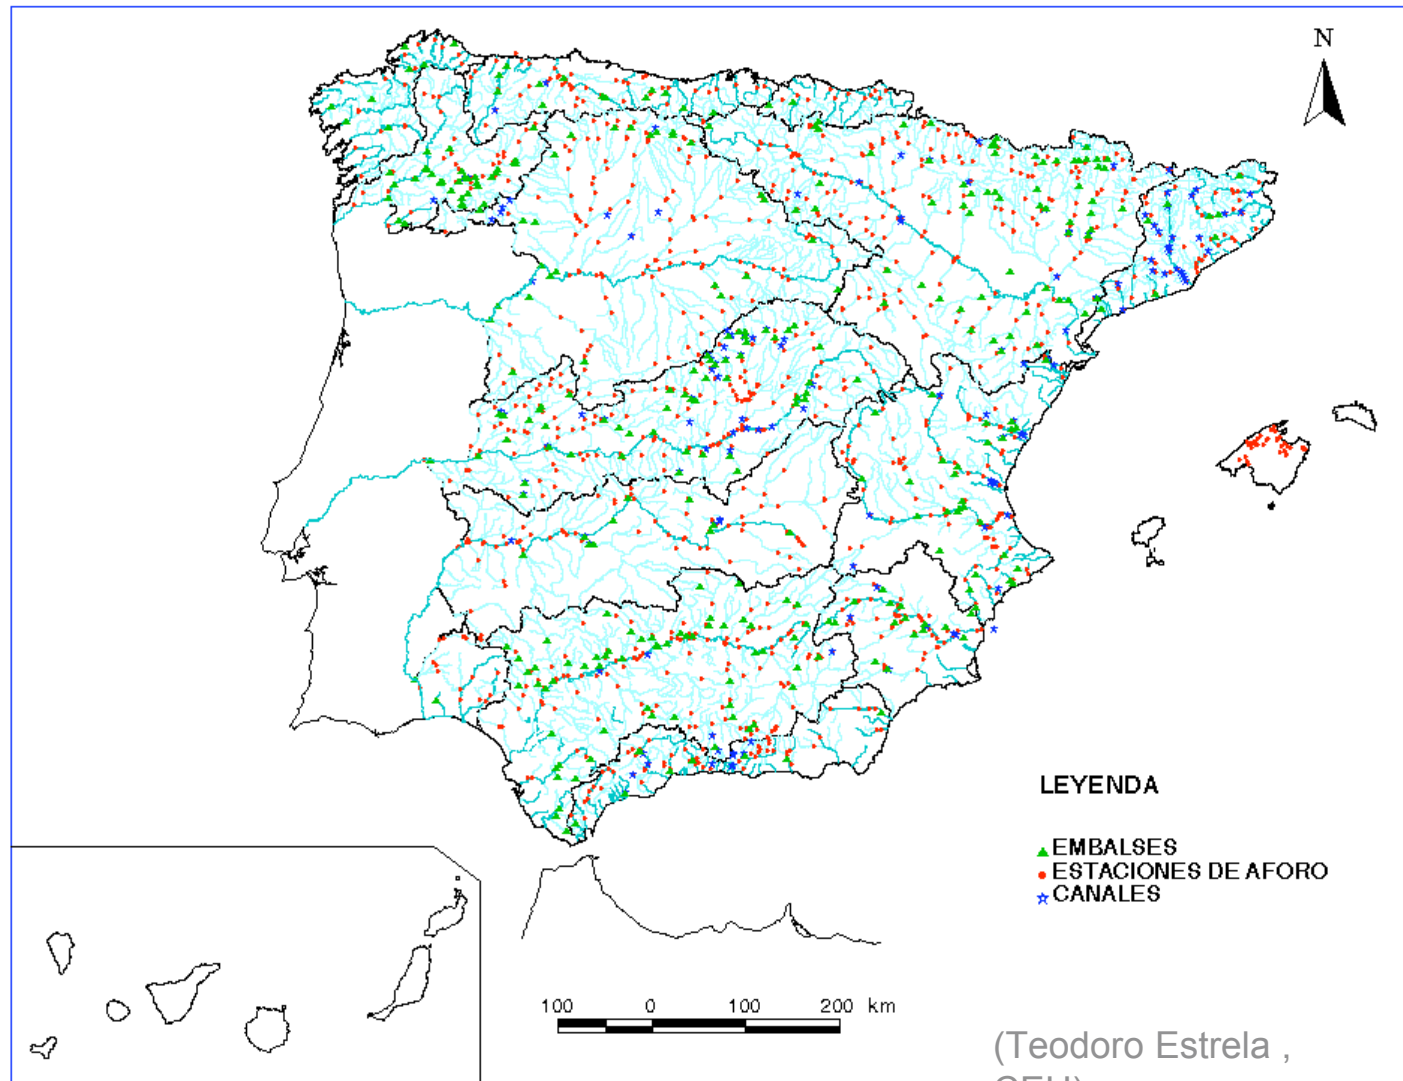 N
LEYENDA
EMBALSES
ESTACIONES DE AFORO
CANALES
100 0 100 200 km
(Teodoro Estrela ,